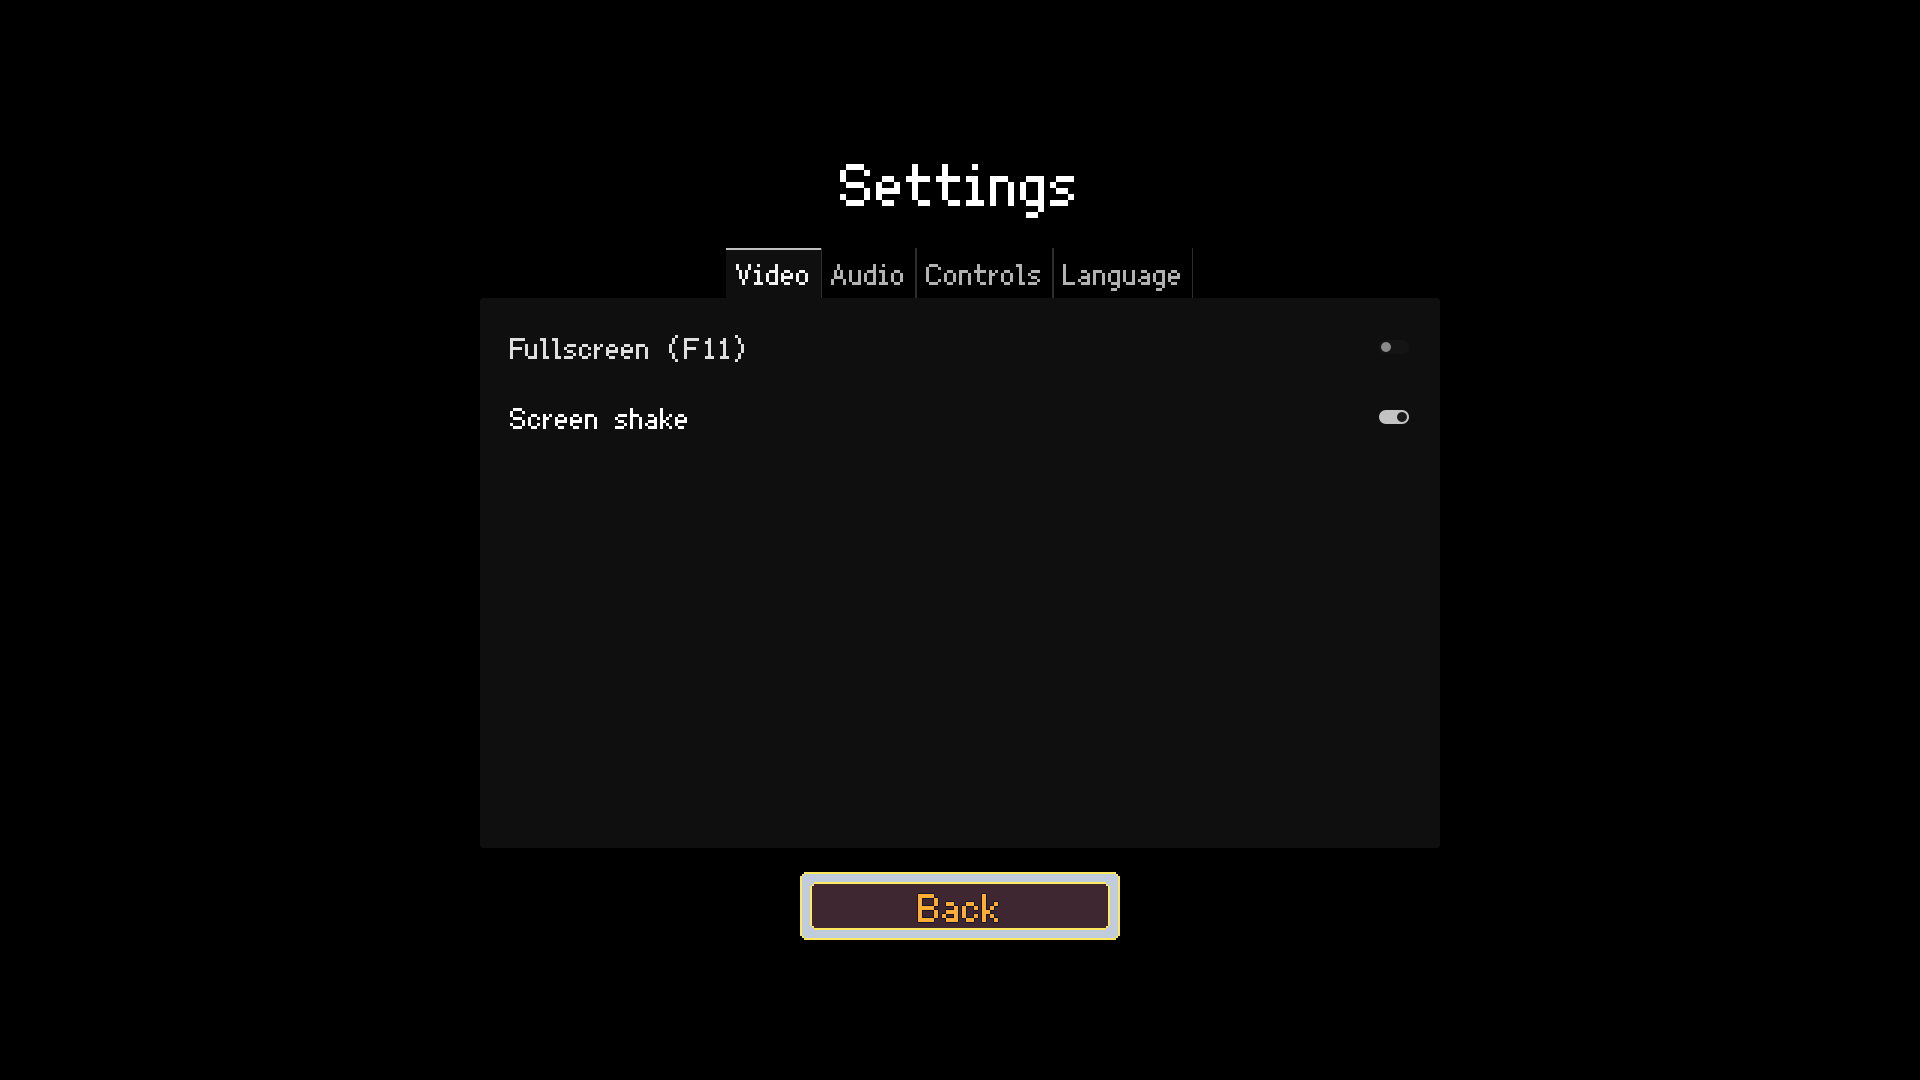 Settings
Video Audio Controls Language
Fullscreen (F11)
Screen shake
Back